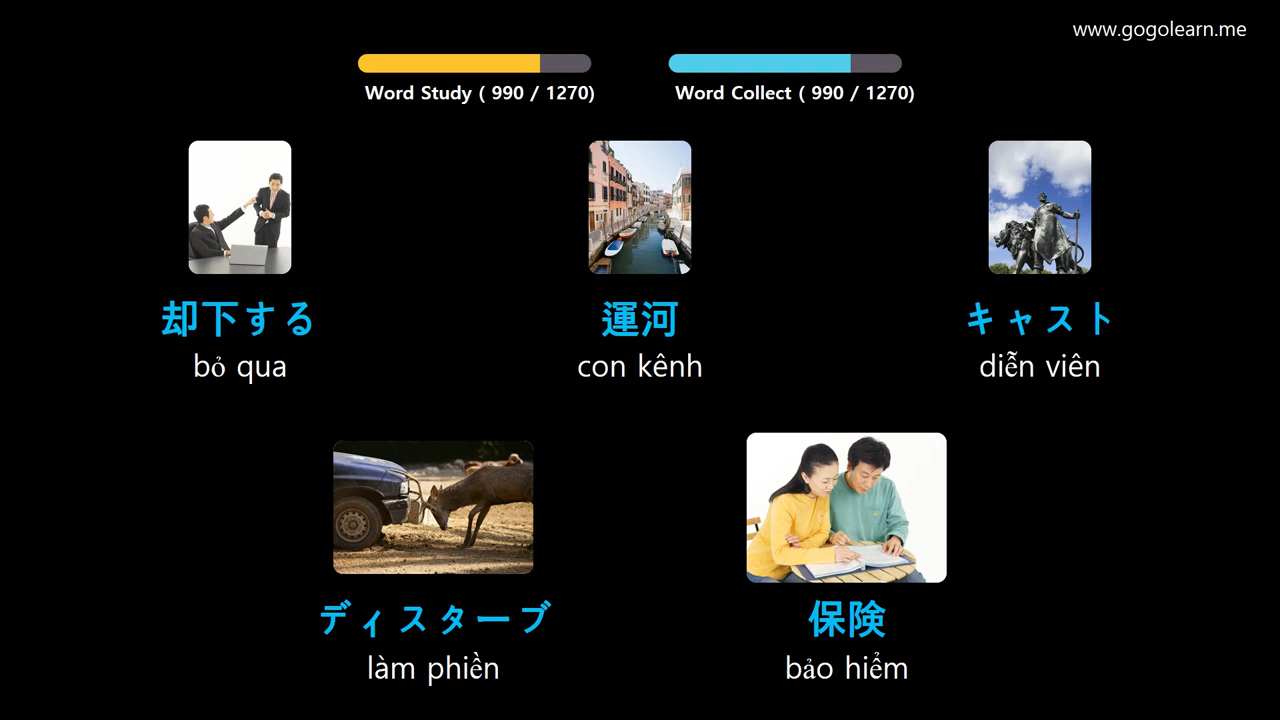 www.gogolearn.me
Word Study ( 990 / 1270)
Word Collect ( 990 / 1270)
却下する
bỏ qua
運河
con kênh
キャスト
diễn viên
ディスターブ
làm phiền
保険
bảo hiểm